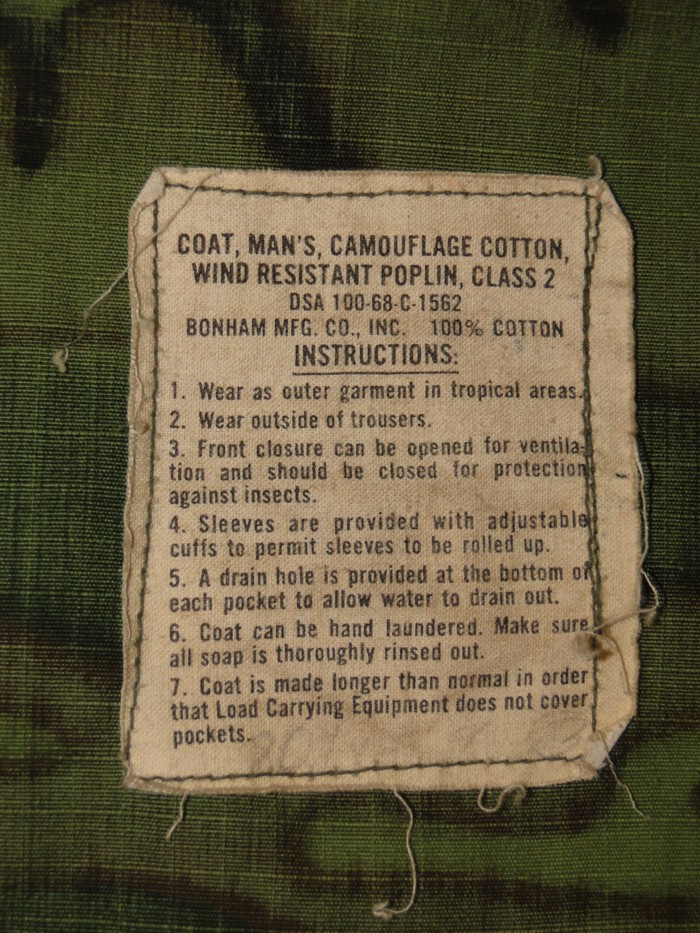 COAT, MAN'S, CAMOUFLAGE COTTON,
WIND RESISTANT POPLIN, CLASS 2
DSA 100-68-C-1562
BONHAM MFG. CO., INC. 100% COTTON
INSTRUCTIONS:
1. Wear as outer garment in tropical areas.
2. Wear outside of trousers.
3. Front closure can be opened for ventila-
tion and should be closed for protection
against insects.
4. Sleeves are provided with adjustable
cuffs to permit sleeves to be rolled up.
5. A drain hole is provided at the bottom of
each pocket to allow water to drain out.
6. Coat can be hand laundered. Make sure
all soap is thoroughly rinsed out.
7. Coat is made longer than normal in order
that Load Carrying Equipment does not cover
pockets.